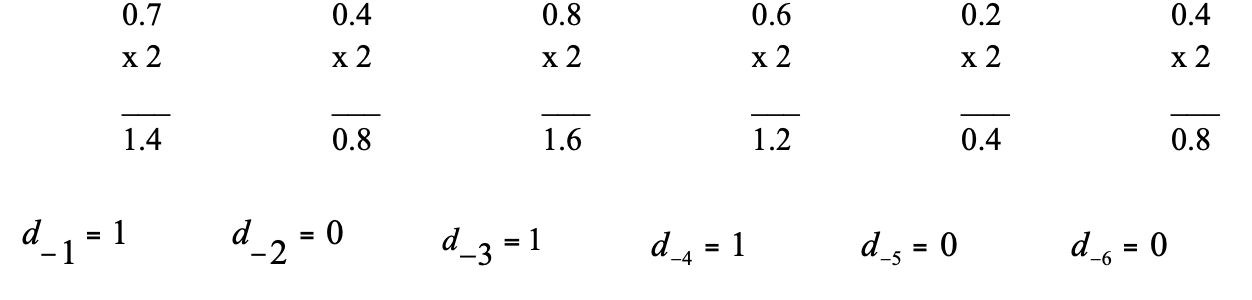 0.7 0.4 0.8 0.6 0.2 0.4
x 2 x 2 x 2 x 2 x 2 x 2
1.4 0.8 1.6 1.2 0.4 0.8
d₋₁ = 1 d₋₂ = 0 d₋₃ = 1 d₋₄ = 1 d₋₅ = 0 d₋₆ = 0